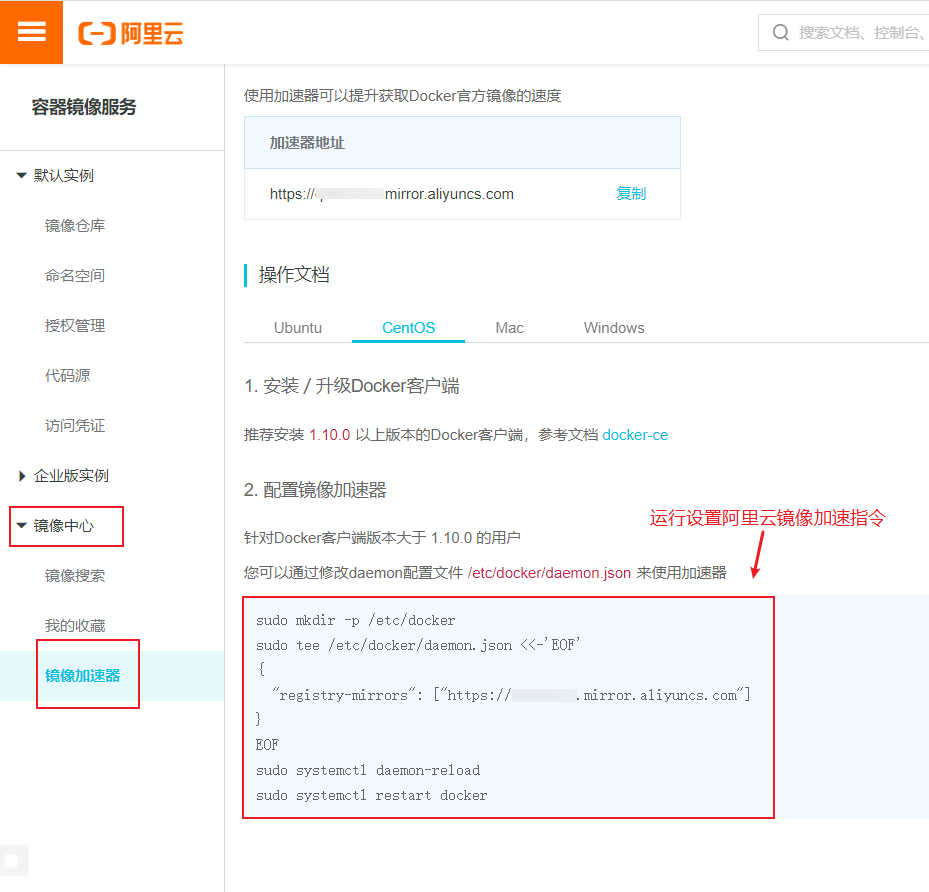 阿里云
搜索文档、控制台、
容器镜像服务
默认实例
镜像仓库
命名空间
授权管理
代码源
访问凭证
企业版实例
镜像中心
镜像搜索
我的收藏
镜像加速器
使用加速器可以提升获取Docker官方镜像的速度
加速器地址
https:// mirror.aliyuncs.com 复制
操作文档
Ubuntu CentOS Mac Windows
1. 安装 / 升级Docker客户端
推荐安装 1.10.0 以上版本的Docker客户端，参考文档 docker-ce
2. 配置镜像加速器
运行设置阿里云镜像加速指令
针对Docker客户端版本大于 1.10.0 的用户
您可以通过修改daemon配置文件 /etc/docker/daemon.json 来使用加速器
sudo mkdir -p /etc/docker
sudo tee /etc/docker/daemon.json <<-'EOF'
{
"registry-mirrors": ["https:// .mirror.aliyuncs.com"]
}
EOF
sudo systemctl daemon-reload
sudo systemctl restart docker